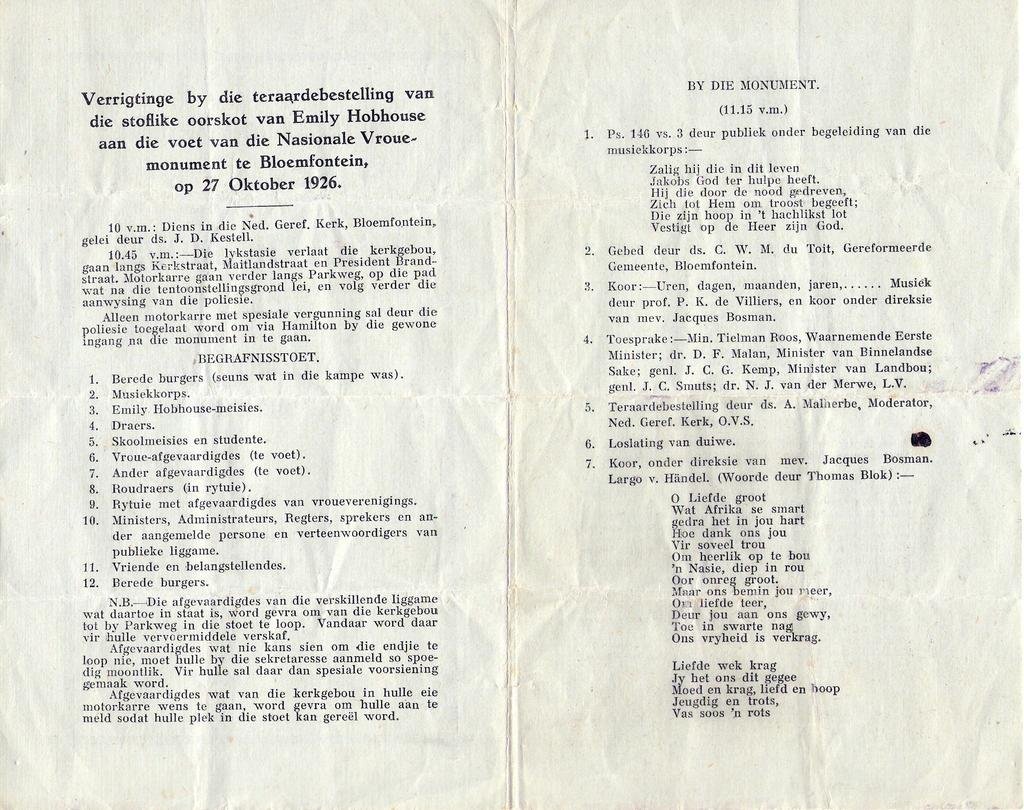 Verrigtinge by die teraardebestelling van
die stoflike oorskot van Emily Hobhouse
aan die voet van die Nasionale Vroue-
monument te Bloemfontein,
op 27 Oktober 1926.
10 v.m.: Diens in die Ned. Geref. Kerk, Bloemfontein,
gelei deur ds. J. D. Kestell.
10.45 v.m.:—Die lykstasie verlaat die kerkgebou,
gaan langs Kerkstraat, Maitlandstraat en President Brand-
straat. Motorkarre gaan verder langs Parkweg, op die pad
wat na die tentoonstellingsgrond lei, en volg verder die
aanwysing van die poliesie.
Alleen motorkarre met spesiale vergunning sal deur die
poliesie toegelaat word om via Hamilton by die gewone
ingang na die monument in te gaan.
BEGRAFNISSTOET.
1. Berede burgers (seuns wat in die kampe was).
2. Musiekkorps.
3. Emily Hobhouse-meisies.
4. Draers.
5. Skoolmeisies en studente.
6. Vroue-afgevaardigdes (te voet).
7. Ander afgevaardigdes (te voet).
8. Roudraers (in rytuie).
9. Rytuie met afgevaardigdes van vroueverenigings.
10. Ministers, Administrateurs, Regters, sprekers en an-
der aangemelde persone en verteenwoordigers van
publieke liggame.
11. Vriende en belangstellendes.
12. Berede burgers.
N.B.—Die afgevaardigdes van die verskillende liggame
wat daartoe in staat is, word gevra om van die kerkgebou
tot by Parkweg in die stoet te loop. Vandaar word daar
vir hulle vervoermiddele verskaf.
Afgevaardigdes wat nie kans sien om die endjie te
loop nie, moet hulle by die sekretaresse aanmeld so spoe-
dig moontlik. Vir hulle sal daar dan spesiale voorsiening
gemaak word.
Afgevaardigdes wat van die kerkgebou in hulle eie
motorkarre wens te gaan, word gevra om hulle aan te
meld sodat hulle plek in die stoet kan gereël word.
BY DIE MONUMENT.
(11.15 v.m.)
1. Ps. 146 vs. 3 deur publiek onder begeleiding van die
musiekkorps:—
Zalig hij die in dit leven
Jakobs God ter hulpe heeft.
Hij die door de nood gedreven,
Zich tot Hem om troost begeeft;
Die zijn hoop in 't hachlikst lot
Vestigt op de Heer zijn God.
2. Gebed deur ds. C. W. M. du Toit, Gereformeerde
Gemeente, Bloemfontein.
3. Koor:—Uren, dagen, maanden, jaren,...... Musiek
deur prof. P. K. de Villiers, en koor onder direksie
van mev. Jacques Bosman.
4. Toesprake:—Min. Tielman Roos, Waarnemende Eerste
Minister; dr. D. F. Malan, Minister van Binnelandse
Sake; genl. J. C. G. Kemp, Minister van Landbou;
genl. J. C. Smuts; dr. N. J. van der Merwe, L.V.
5. Teraardebestelling deur ds. A. Malherbe, Moderator,
Ned. Geref. Kerk, O.V.S.
6. Loslating van duiwe.
7. Koor, onder direksie van mev. Jacques Bosman.
Largo v. Händel. (Woorde deur Thomas Blok):—
O Liefde groot
Wat Afrika se smart
gedra het in jou hart
Hoe dank ons jou
Vir soveel trou
Om heerlik op te bou
'n Nasie, diep in rou
Oor onreg groot.
Maar ons bemin jou meer,
Om liefde teer,
Deur jou aan ons gewy,
Toe in swarte nag
Ons vryheid is verkrag.
Liefde wek krag
Jy het ons dit gegee
Moed en krag, liefd en hoop
Jeugdig en trots,
Vas soos 'n rots